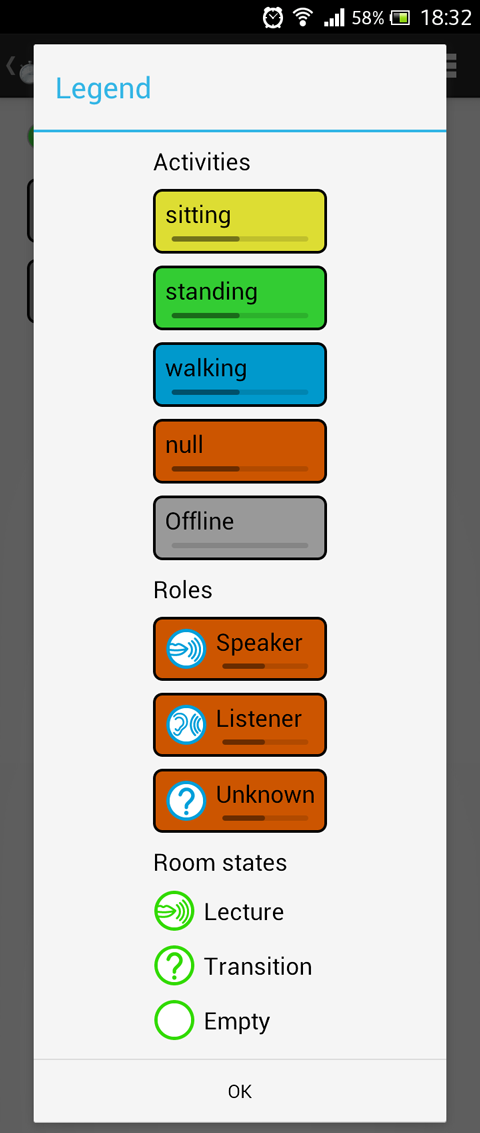 58% 18:32
Legend
Activities
sitting
standing
walking
null
Offline
Roles
Speaker
Listener
? Unknown
Room states
Lecture
? Transition
Empty
OK